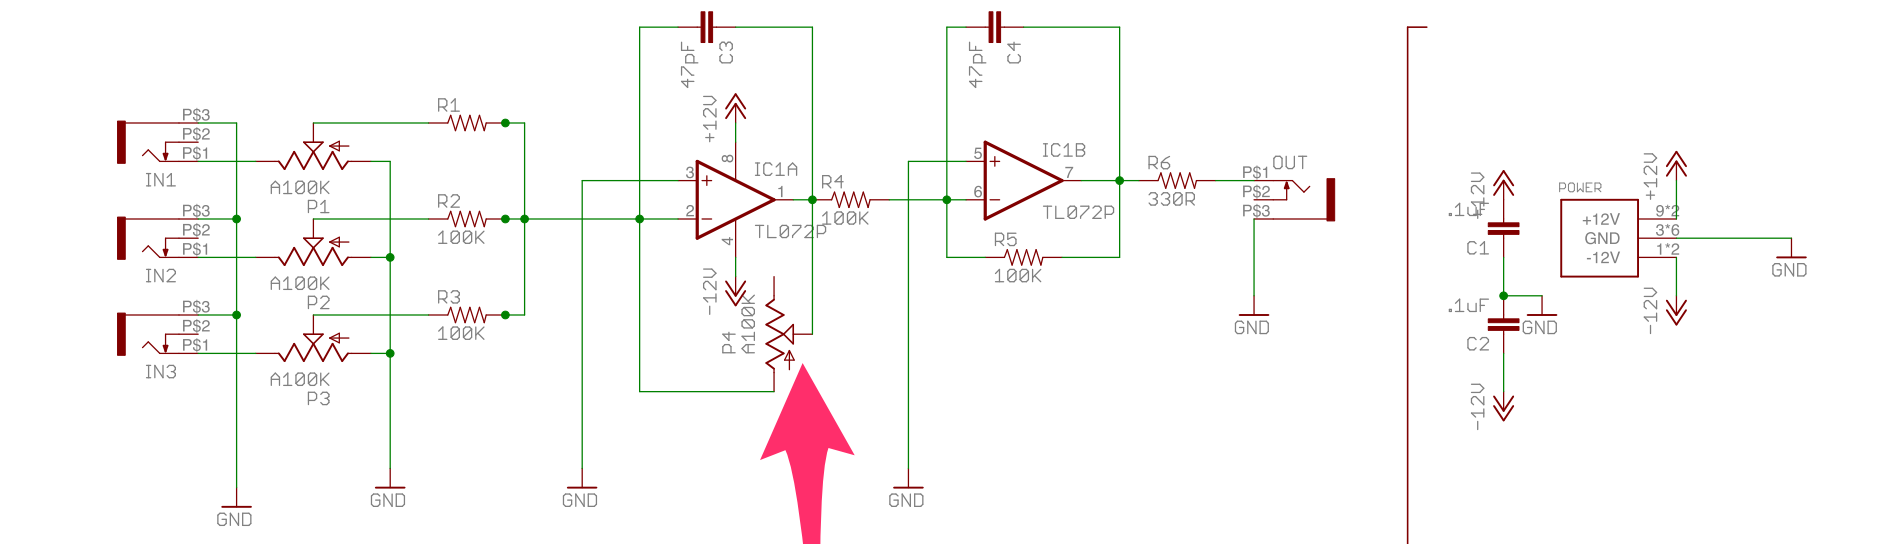 P$3
P$2
P$1
IN1
A100K
P1
P$3
P$2
P$1
IN2
A100K
P2
P$3
P$2
P$1
IN3
A100K
P3
GND
GND
R1
R2
100K
R3
100K
GND
47pF
C3
+12V
8
3
+
2
−
1
4
IC1A
TL072P
-12V
P4
A100K
R4
100K
47pF
C4
5
+
6
−
7
IC1B
TL072P
R5
100K
GND
R6
330R
P$1
P$2
P$3
OUT
GND
+12V
.1uF
C1
.1uF
C2
GND
-12V
POWER
+12V
GND
-12V
9*2
3*6
1*2
+12V
-12V
GND